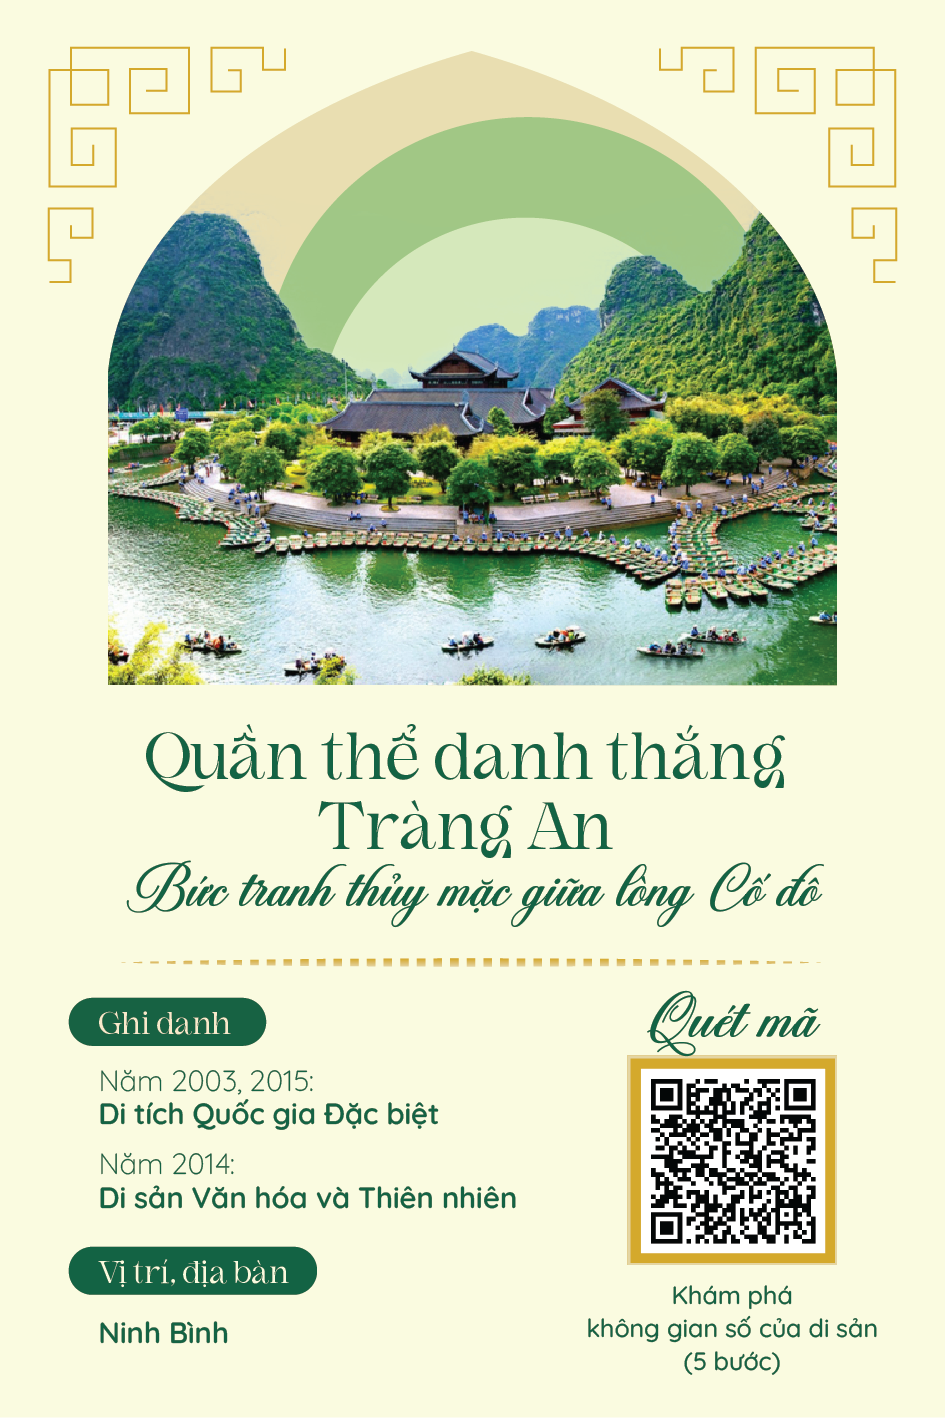 Quần thể danh thắng
Tràng An
Bức tranh thủy mặc giữa lòng Cố đô
Ghi danh
Năm 2003, 2015:
Di tích Quốc gia Đặc biệt
Năm 2014:
Di sản Văn hóa và Thiên nhiên
Vị trí, địa bàn
Ninh Bình
Quét mã
Khám phá
không gian số của di sản
(5 bước)